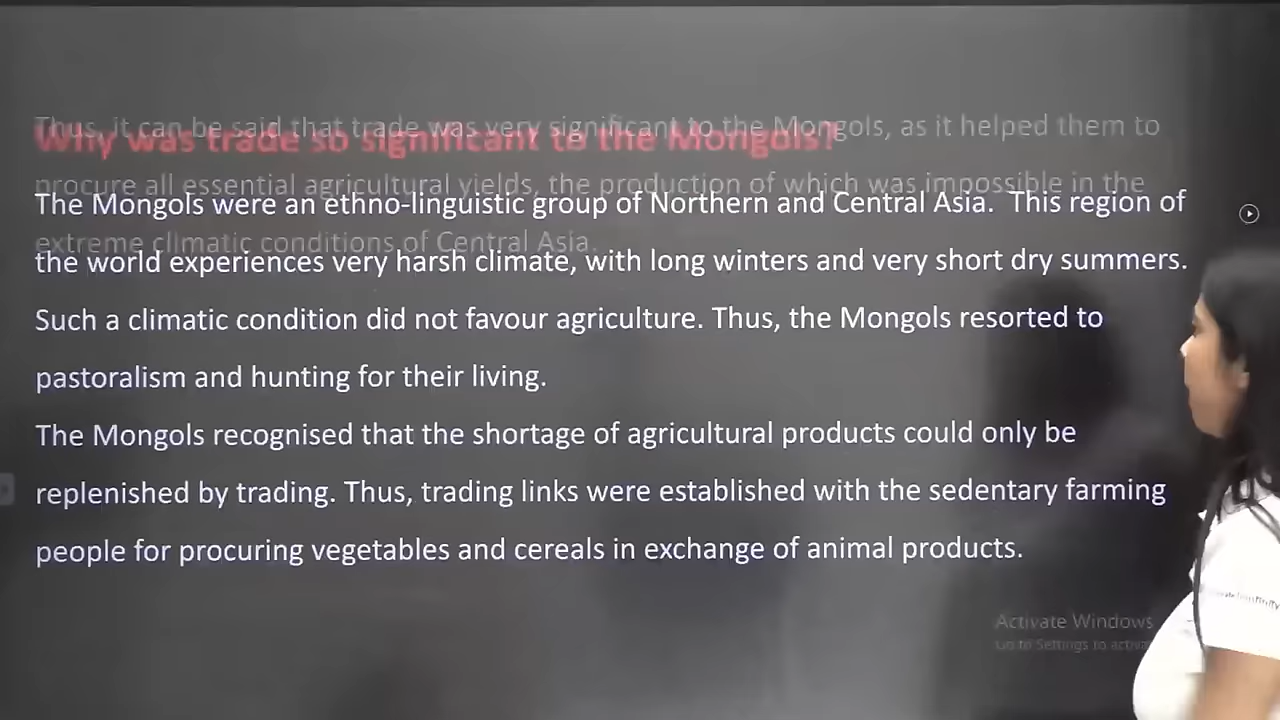 Thus, it can be said that trade was very significant to the Mongols, as it helped them to
Why was trade so significant to the Mongols?
procure all essential agricultural yields, the production of which was impossible in the
The Mongols were an ethno-linguistic group of Northern and Central Asia.  This region of
extreme climatic conditions of Central Asia.
the world experiences very harsh climate, with long winters and very short dry summers.
Such a climatic condition did not favour agriculture. Thus, the Mongols resorted to
pastoralism and hunting for their living.
The Mongols recognised that the shortage of agricultural products could only be
replenished by trading. Thus, trading links were established with the sedentary farming
people for procuring vegetables and cereals in exchange of animal products.
Activate Windows
Go to Settings to activa